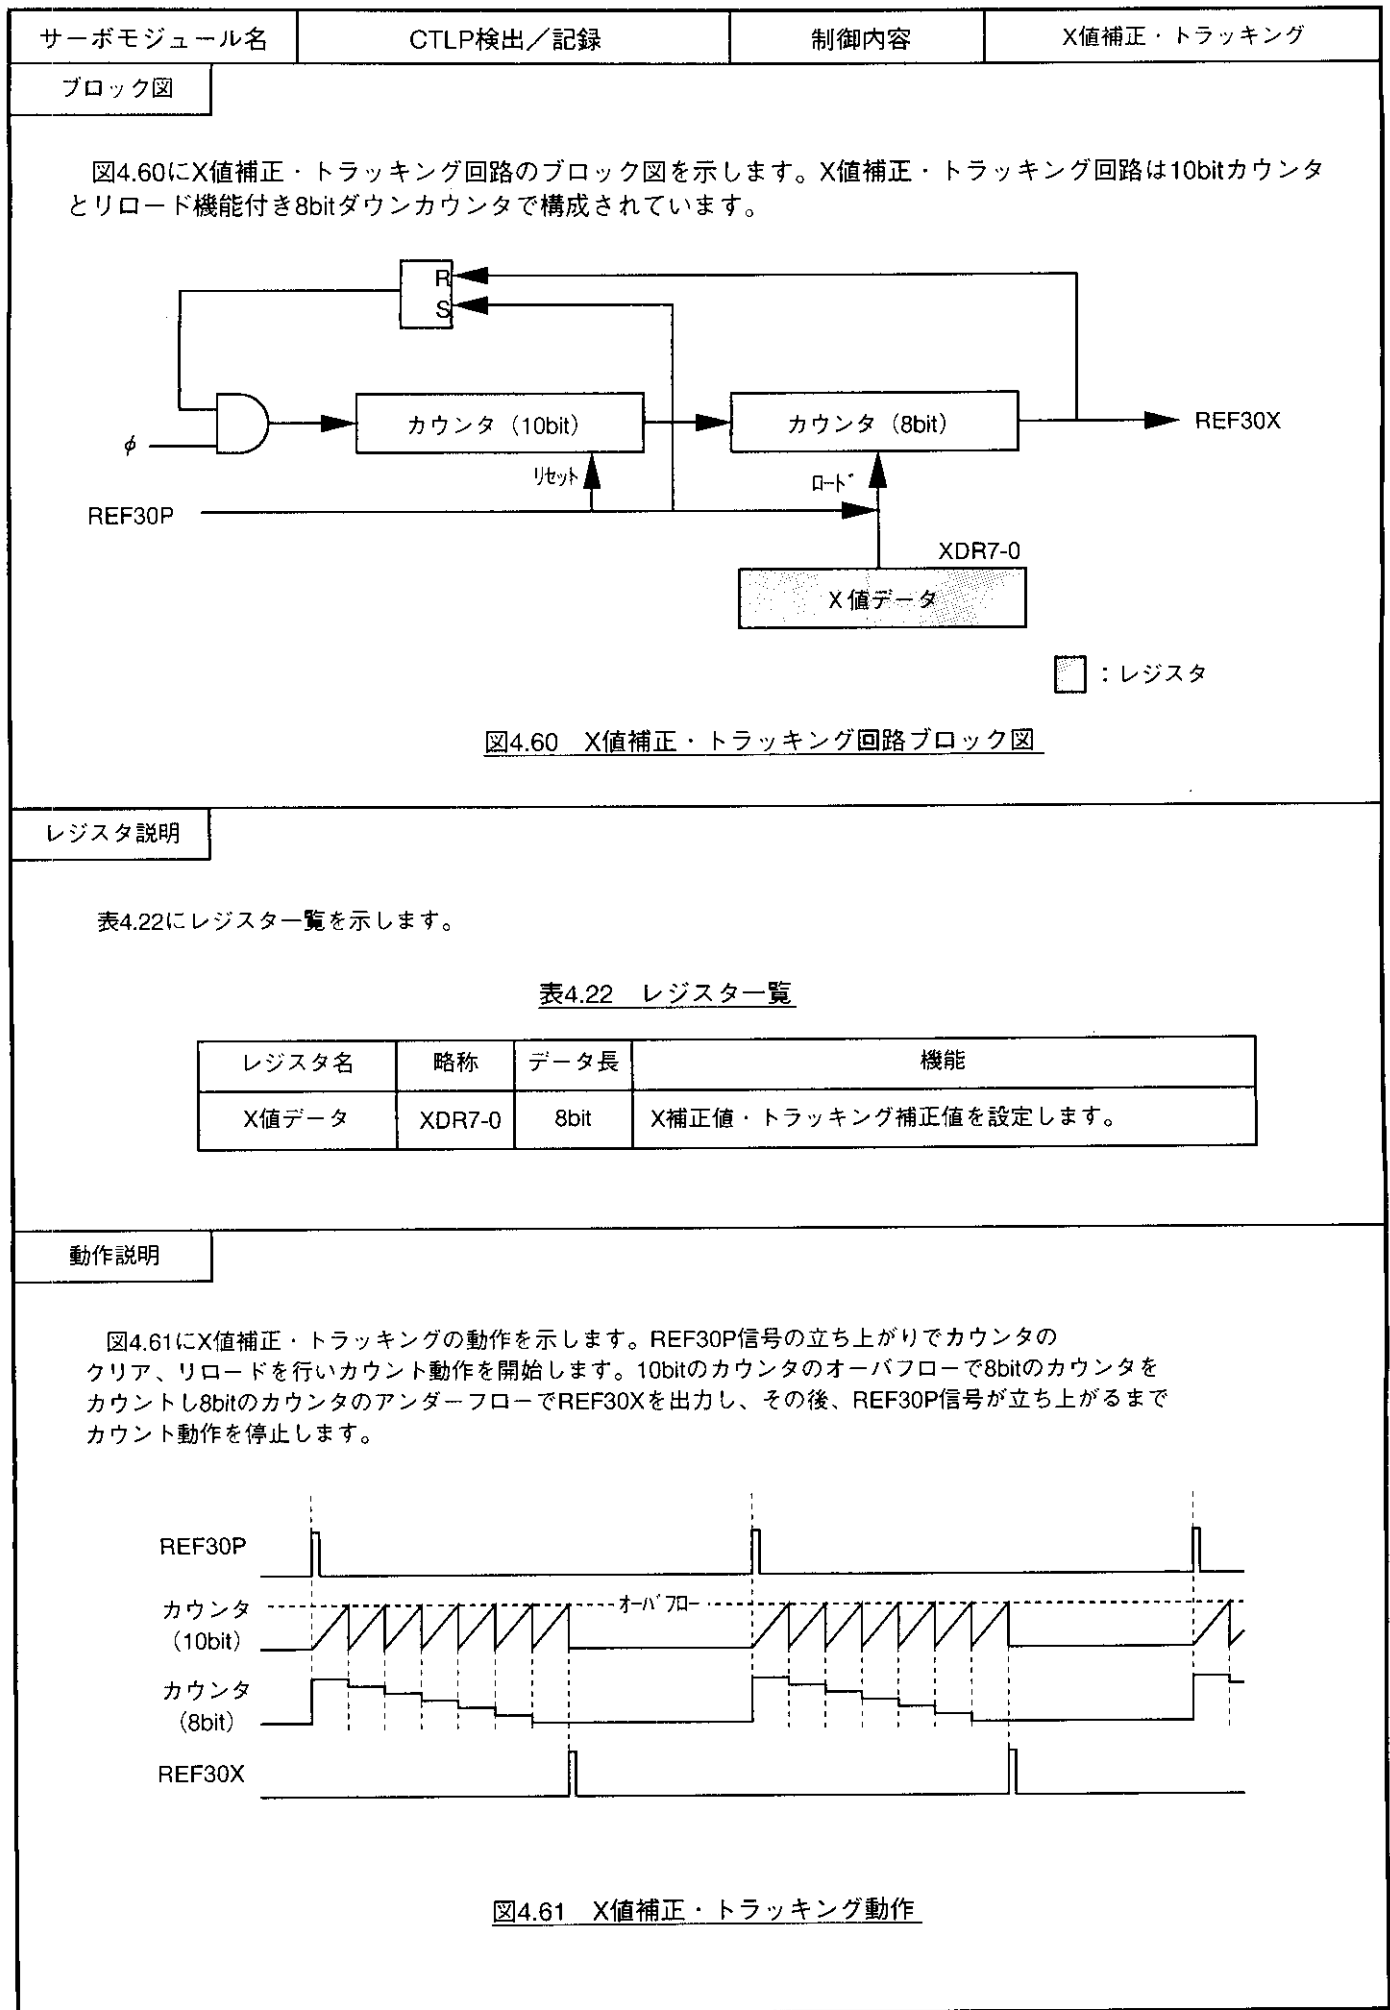 サーボモジュール名 CTLP検出／記録 制御内容 X値補正・トラッキング
ブロック図
図4.60にX値補正・トラッキング回路のブロック図を示します。X値補正・トラッキング回路は10bitカウンタ
とリロード機能付き8bitダウンカウンタで構成されています。
R
S
カウンタ（10bit）
カウンタ（8bit）
REF30X
φ
リセット
ロード
REF30P
XDR7-0
X値データ
：レジスタ
図4.60 X値補正・トラッキング回路ブロック図
レジスタ説明
表4.22にレジスタ一覧を示します。
表4.22 レジスタ一覧
レジスタ名 略称 データ長 機能
X値データ XDR7-0 8bit X補正値・トラッキング補正値を設定します。
動作説明
図4.61にX値補正・トラッキングの動作を示します。REF30P信号の立ち上がりでカウンタの
クリア、リロードを行いカウント動作を開始します。10bitのカウンタのオーバフローで8bitのカウンタを
カウントし8bitのカウンタのアンダーフローでREF30Xを出力し、その後、REF30P信号が立ち上がるまで
カウント動作を停止します。
REF30P
カウンタ
（10bit）
オーバフロー
カウンタ
（8bit）
REF30X
図4.61 X値補正・トラッキング動作